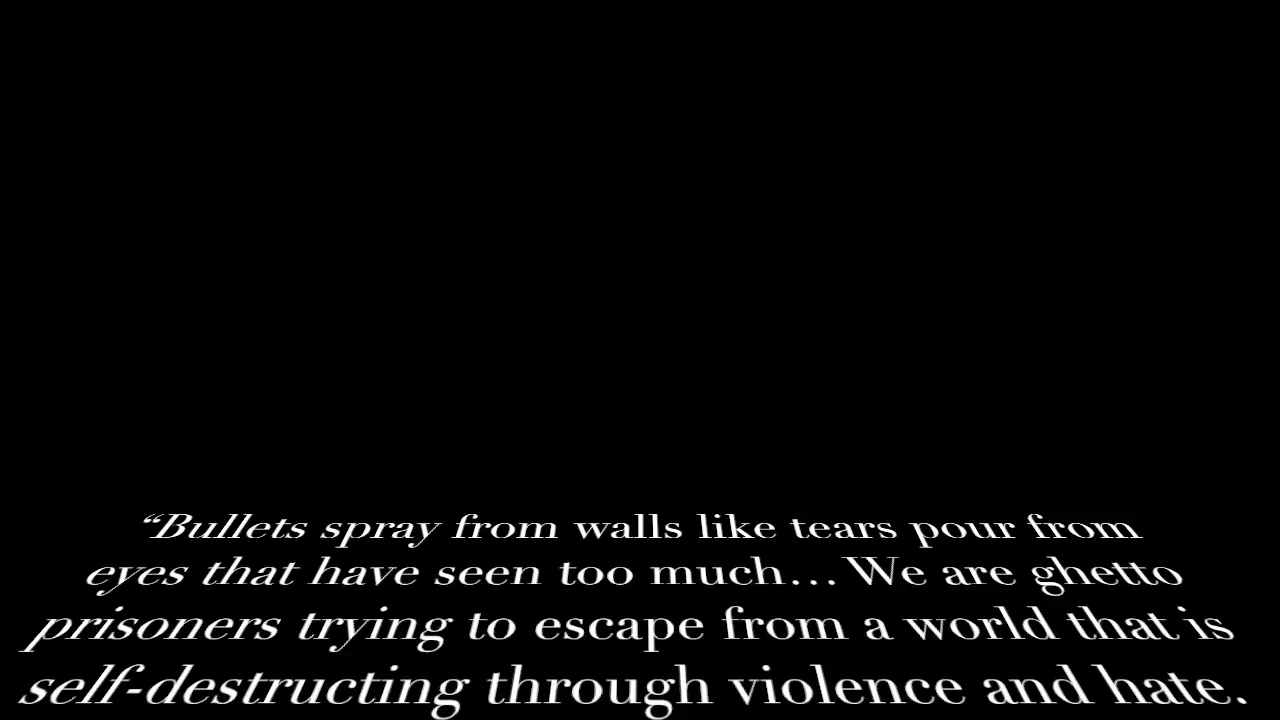 “Bullets spray from walls like tears pour from
eyes that have seen too much… We are ghetto
prisoners trying to escape from a world that is
self-destructing through violence and hate.